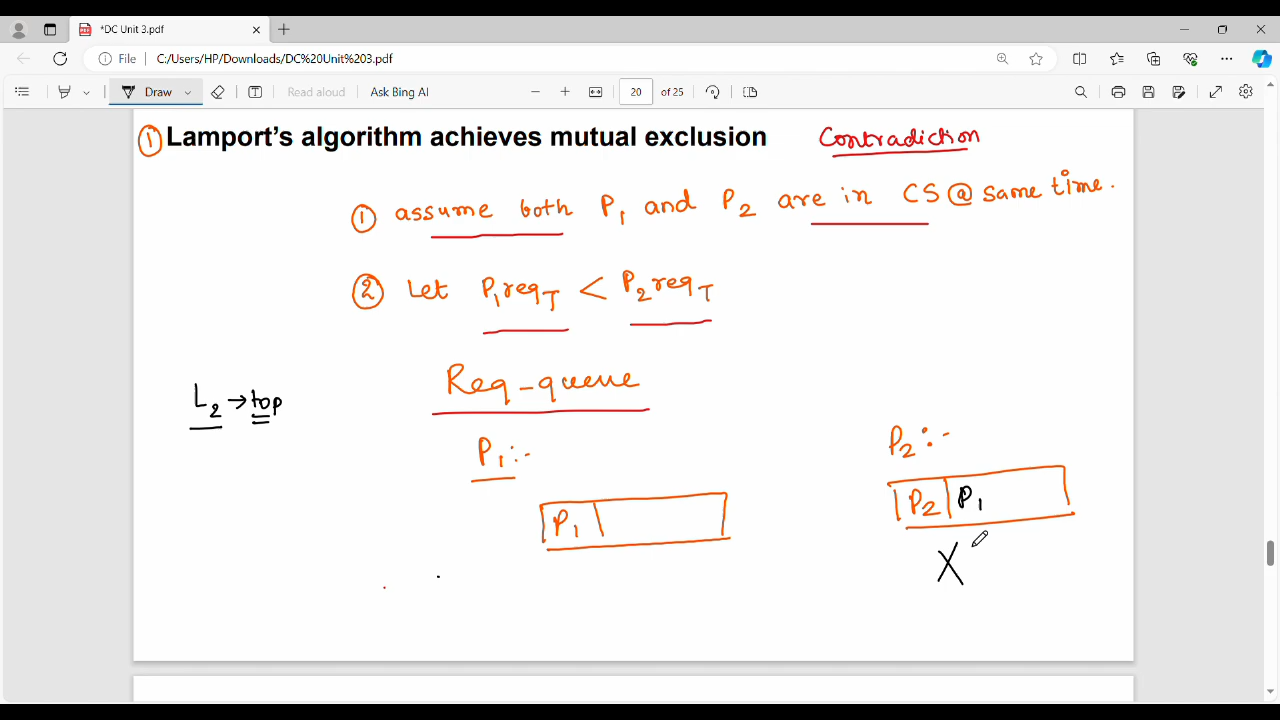 *DC Unit 3.pdf
File C:/Users/HP/Downloads/DC%20Unit%203.pdf
Draw Read aloud Ask Bing AI 20 of 25
① Lamport's algorithm achieves mutual exclusion Contradiction
① assume both P₁ and P₂ are in CS @ same time.
② Let P₁reqT < P₂reqT
Req-queue
L₂ → top
P₁ :-
P₂ :-
P₁
P₂ P₁
X